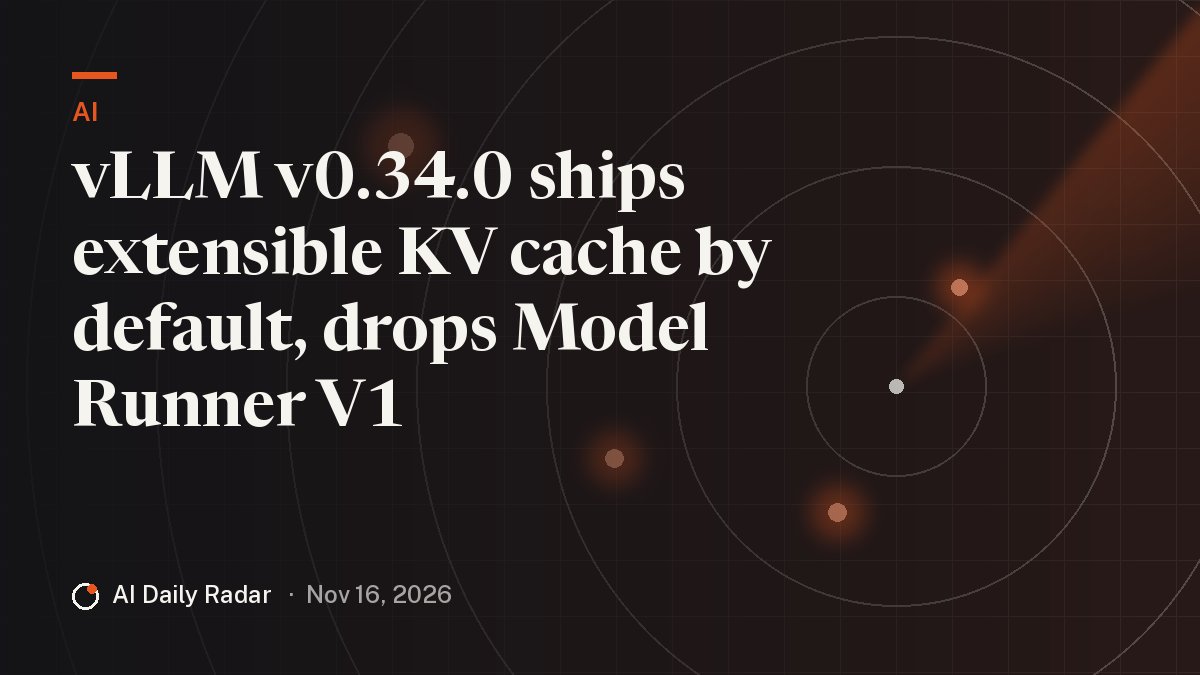 AI
vLLM v0.34.0 ships
extensible KV cache by
default, drops Model
Runner V1
AI Daily Radar · Nov 16, 2026